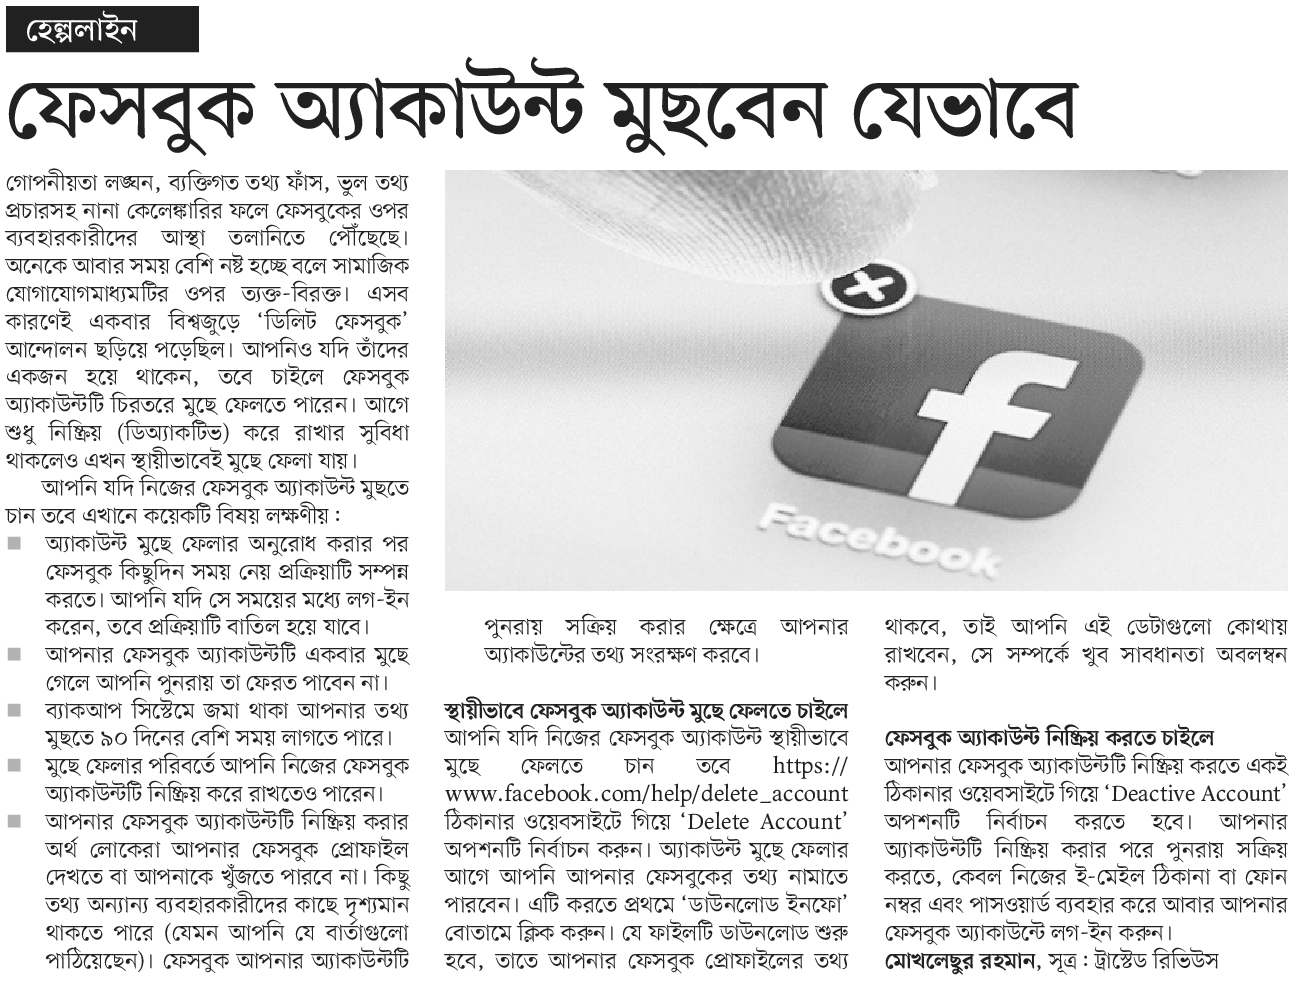 হেল্পলাইন
ফেসবুক অ্যাকাউন্ট মুছবেন যেভাবে
গোপনীয়তা লঙ্ঘন, ব্যক্তিগত তথ্য ফাঁস, ভুল তথ্য
প্রচারসহ নানা কেলেঙ্কারির ফলে ফেসবুকের ওপর
ব্যবহারকারীদের আস্থা তলানিতে পৌঁছেছে।
অনেকে আবার সময় বেশি নষ্ট হচ্ছে বলে সামাজিক
যোগাযোগমাধ্যমটির ওপর ত্যক্ত-বিরক্ত। এসব
কারণেই একবার বিশ্বজুড়ে ‘ডিলিট ফেসবুক’
আন্দোলন ছড়িয়ে পড়েছিল। আপনিও যদি তাঁদের
একজন হয়ে থাকেন, তবে চাইলে ফেসবুক
অ্যাকাউন্টটি চিরতরে মুছে ফেলতে পারেন। আগে
শুধু নিষ্ক্রিয় (ডিঅ্যাকটিভ) করে রাখার সুবিধা
থাকলেও এখন স্থায়ীভাবেই মুছে ফেলা যায়।
আপনি যদি নিজের ফেসবুক অ্যাকাউন্ট মুছতে
চান তবে এখানে কয়েকটি বিষয় লক্ষণীয় :
■ অ্যাকাউন্ট মুছে ফেলার অনুরোধ করার পর
ফেসবুক কিছুদিন সময় নেয় প্রক্রিয়াটি সম্পন্ন
করতে। আপনি যদি সে সময়ের মধ্যে লগ-ইন
করেন, তবে প্রক্রিয়াটি বাতিল হয়ে যাবে।
■ আপনার ফেসবুক অ্যাকাউন্টটি একবার মুছে
গেলে আপনি পুনরায় তা ফেরত পাবেন না।
■ ব্যাকআপ সিস্টেমে জমা থাকা আপনার তথ্য
মুছতে ৯০ দিনের বেশি সময় লাগতে পারে।
■ মুছে ফেলার পরিবর্তে আপনি নিজের ফেসবুক
অ্যাকাউন্টটি নিষ্ক্রিয় করে রাখতেও পারেন।
■ আপনার ফেসবুক অ্যাকাউন্টটি নিষ্ক্রিয় করার
অর্থ লোকেরা আপনার ফেসবুক প্রোফাইল
দেখতে বা আপনাকে খুঁজতে পারবে না। কিছু
তথ্য অন্যান্য ব্যবহারকারীদের কাছে দৃশ্যমান
থাকতে পারে (যেমন আপনি যে বার্তাগুলো
পাঠিয়েছেন)। ফেসবুক আপনার অ্যাকাউন্টটি
Facebook
পুনরায় সক্রিয় করার ক্ষেত্রে আপনার
অ্যাকাউন্টের তথ্য সংরক্ষণ করবে।
স্থায়ীভাবে ফেসবুক অ্যাকাউন্ট মুছে ফেলতে চাইলে
আপনি যদি নিজের ফেসবুক অ্যাকাউন্ট স্থায়ীভাবে
মুছে ফেলতে চান তবে https://
www.facebook.com/help/delete_account
ঠিকানার ওয়েবসাইটে গিয়ে ‘Delete Account’
অপশনটি নির্বাচন করুন। অ্যাকাউন্ট মুছে ফেলার
আগে আপনি আপনার ফেসবুকের তথ্য নামাতে
পারবেন। এটি করতে প্রথমে ‘ডাউনলোড ইনফো’
বোতামে ক্লিক করুন। যে ফাইলটি ডাউনলোড শুরু
হবে, তাতে আপনার ফেসবুক প্রোফাইলের তথ্য
থাকবে, তাই আপনি এই ডেটাগুলো কোথায়
রাখবেন, সে সম্পর্কে খুব সাবধানতা অবলম্বন
করুন।
ফেসবুক অ্যাকাউন্ট নিষ্ক্রিয় করতে চাইলে
আপনার ফেসবুক অ্যাকাউন্টটি নিষ্ক্রিয় করতে একই
ঠিকানার ওয়েবসাইটে গিয়ে ‘Deactive Account’
অপশনটি নির্বাচন করতে হবে। আপনার
অ্যাকাউন্টটি নিষ্ক্রিয় করার পরে পুনরায় সক্রিয়
করতে, কেবল নিজের ই-মেইল ঠিকানা বা ফোন
নম্বর এবং পাসওয়ার্ড ব্যবহার করে আবার আপনার
ফেসবুক অ্যাকাউন্টে লগ-ইন করুন।
মোখলেছুর রহমান, সূত্র : ট্রাস্টেড রিভিউস